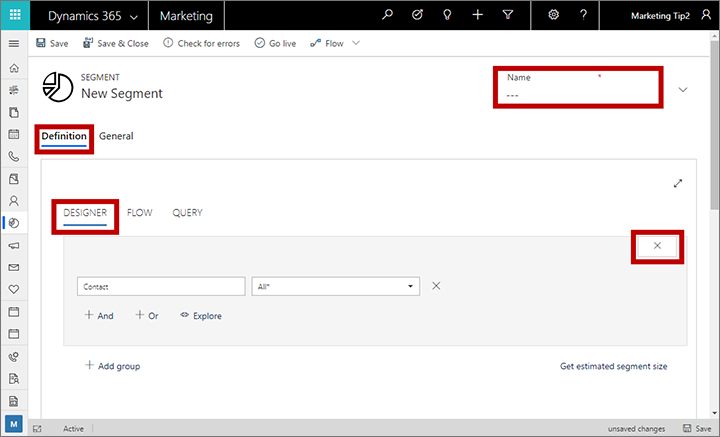 Dynamics 365 Marketing Marketing Tip2
Save Save & Close Check for errors Go live Flow
SEGMENT
New Segment
Name *
---
Definition General
DESIGNER FLOW QUERY
Contact All*
And Or Explore
Add group Get estimated segment size
M Active unsaved changes Save